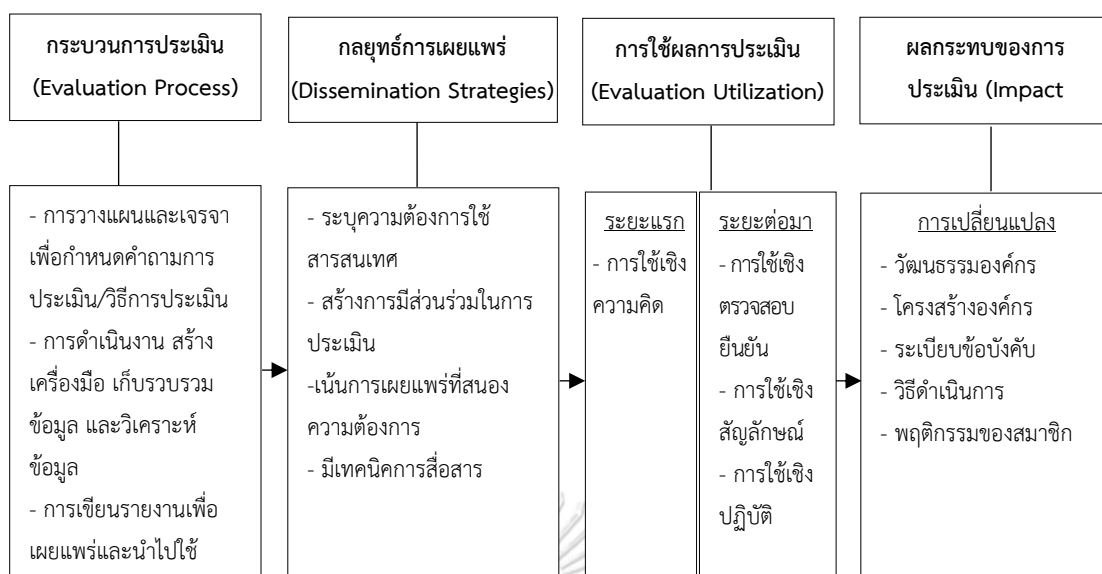 กระบวนการประเมิน
(Evaluation Process)
กลยุทธ์การเผยแพร่
(Dissemination Strategies)
การใช้ผลการประเมิน
(Evaluation Utilization)
ผลกระทบของการ
ประเมิน (Impact
- การวางแผนและเจรจา
เพื่อกำหนดคำถามการ
ประเมิน/วิธีการประเมิน
- การดำเนินงาน สร้าง
เครื่องมือ เก็บรวบรวม
ข้อมูล และวิเคราะห์
ข้อมูล
- การเขียนรายงานเพื่อ
เผยแพร่และนำไปใช้
- ระบุความต้องการใช้
สารสนเทศ
- สร้างการมีส่วนร่วมในการ
ประเมิน
-เน้นการเผยแพร่ที่สนอง
ความต้องการ
- มีเทคนิคการสื่อสาร
ระยะแรก
- การใช้เชิง
ความคิด
ระยะต่อมา
- การใช้เชิง
ตรวจสอบ
ยืนยัน
- การใช้เชิง
สัญลักษณ์
- การใช้เชิง
ปฏิบัติ
การเปลี่ยนแปลง
- วัฒนธรรมองค์กร
- โครงสร้างองค์กร
- ระเบียบข้อบังคับ
- วิธีดำเนินการ
- พฤติกรรมของสมาชิก